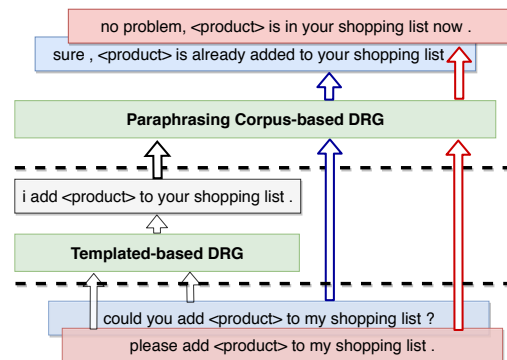 no problem, <product> is in your shopping list now .
sure , <product> is already added to your shopping list
Paraphrasing Corpus-based DRG
i add <product> to your shopping list .
Templated-based DRG
could you add <product> to my shopping list ?
please add <product> to my shopping list .